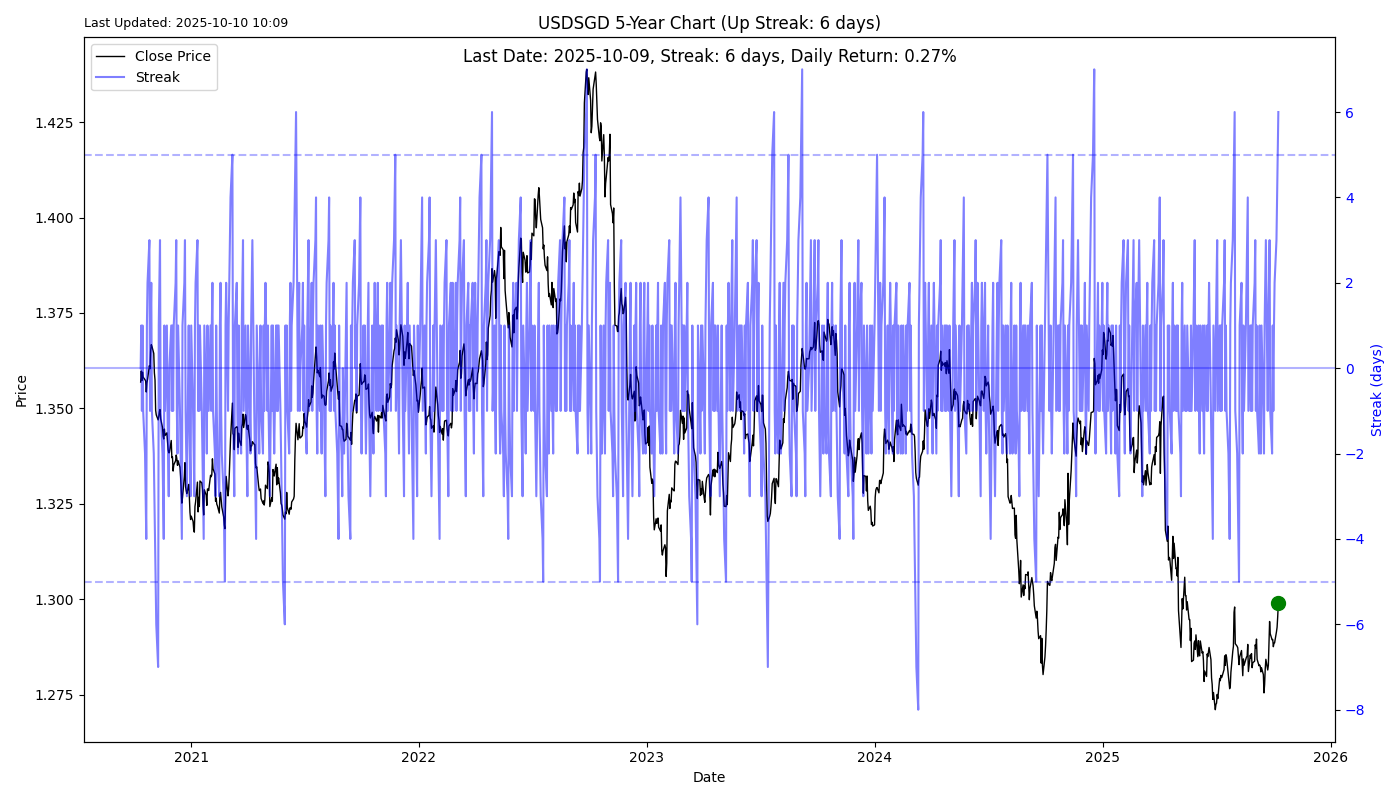 Last Updated: 2025-10-10 10:09
USDSGD 5-Year Chart (Up Streak: 6 days)
Last Date: 2025-10-09, Streak: 6 days, Daily Return: 0.27%
Close Price
Streak
1.425
1.400
1.375
1.350
1.325
1.300
1.275
Price
6
4
2
0
−2
−4
−6
−8
Streak (days)
2021
2022
2023
2024
2025
2026
Date